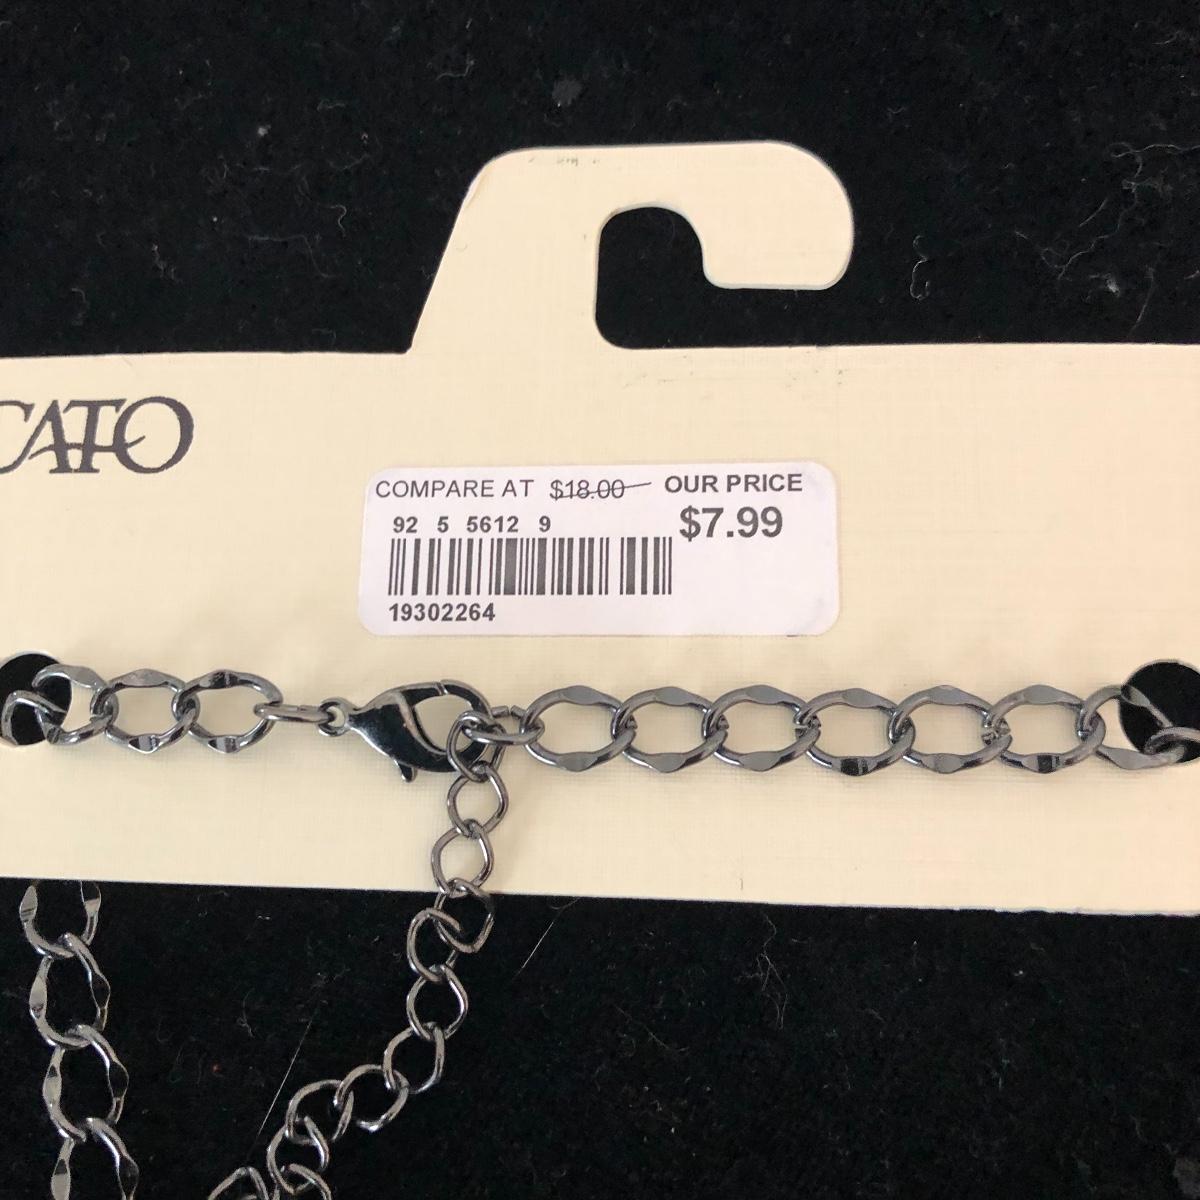 CATO
COMPARE AT $18.00 OUR PRICE
92 5 5612 9 $7.99
19302264